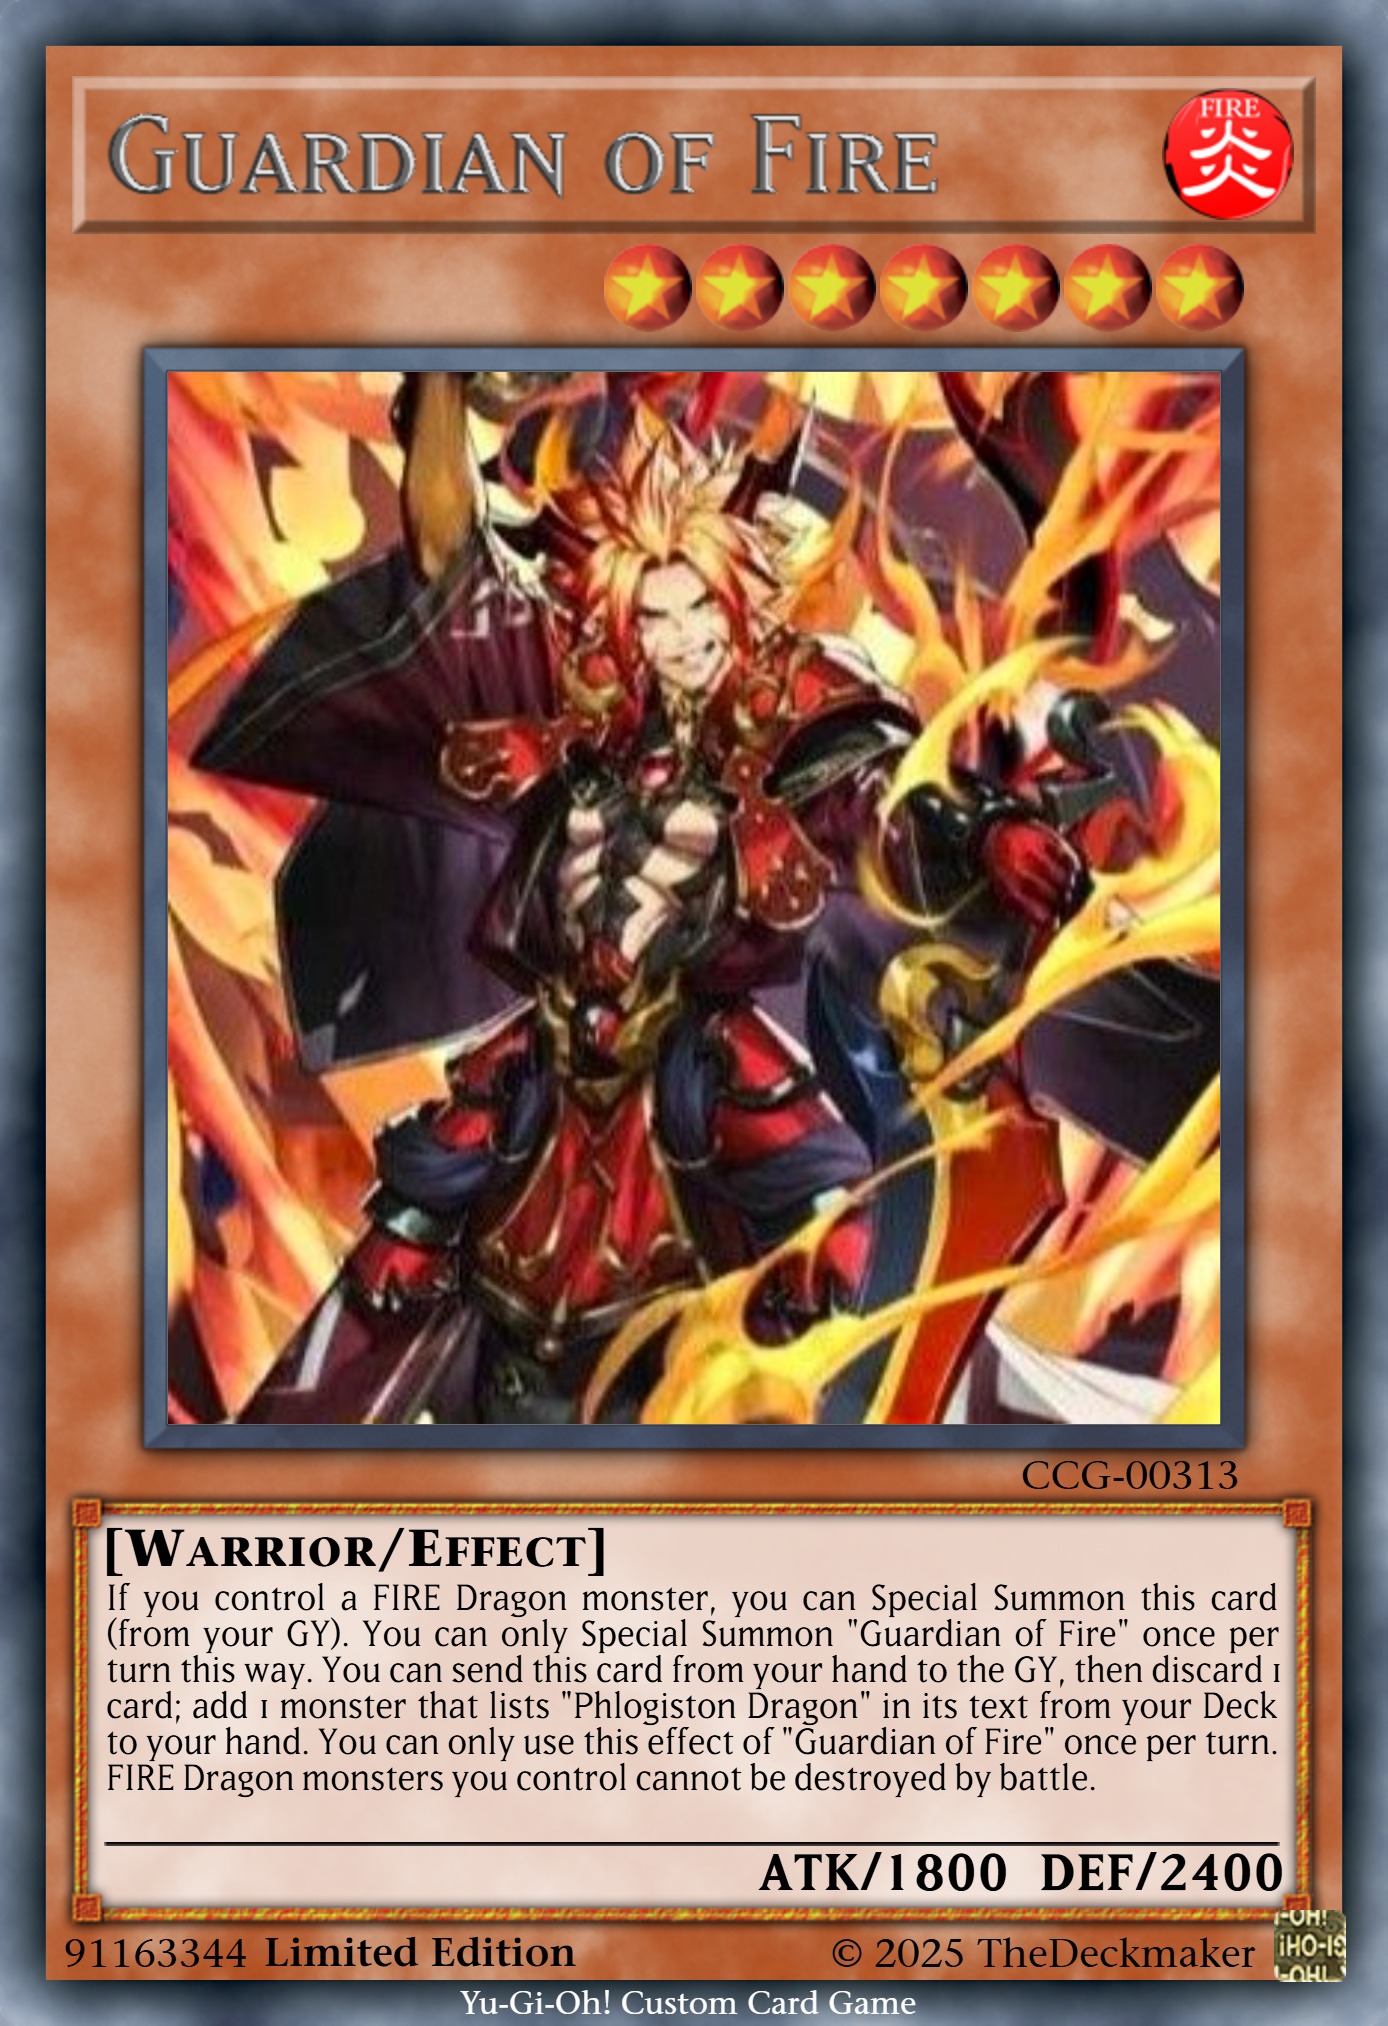 Guardian of Fire
FIRE
炎
CCG-00313
[Warrior/Effect]
If you control a FIRE Dragon monster, you can Special Summon this card
(from your GY). You can only Special Summon "Guardian of Fire" once per
turn this way. You can send this card from your hand to the GY, then discard 1
card; add 1 monster that lists "Phlogiston Dragon" in its text from your Deck
to your hand. You can only use this effect of "Guardian of Fire" once per turn.
FIRE Dragon monsters you control cannot be destroyed by battle.
ATK/1800 DEF/2400
91163344 Limited Edition
© 2025 TheDeckmaker
Yu-Gi-Oh! Custom Card Game